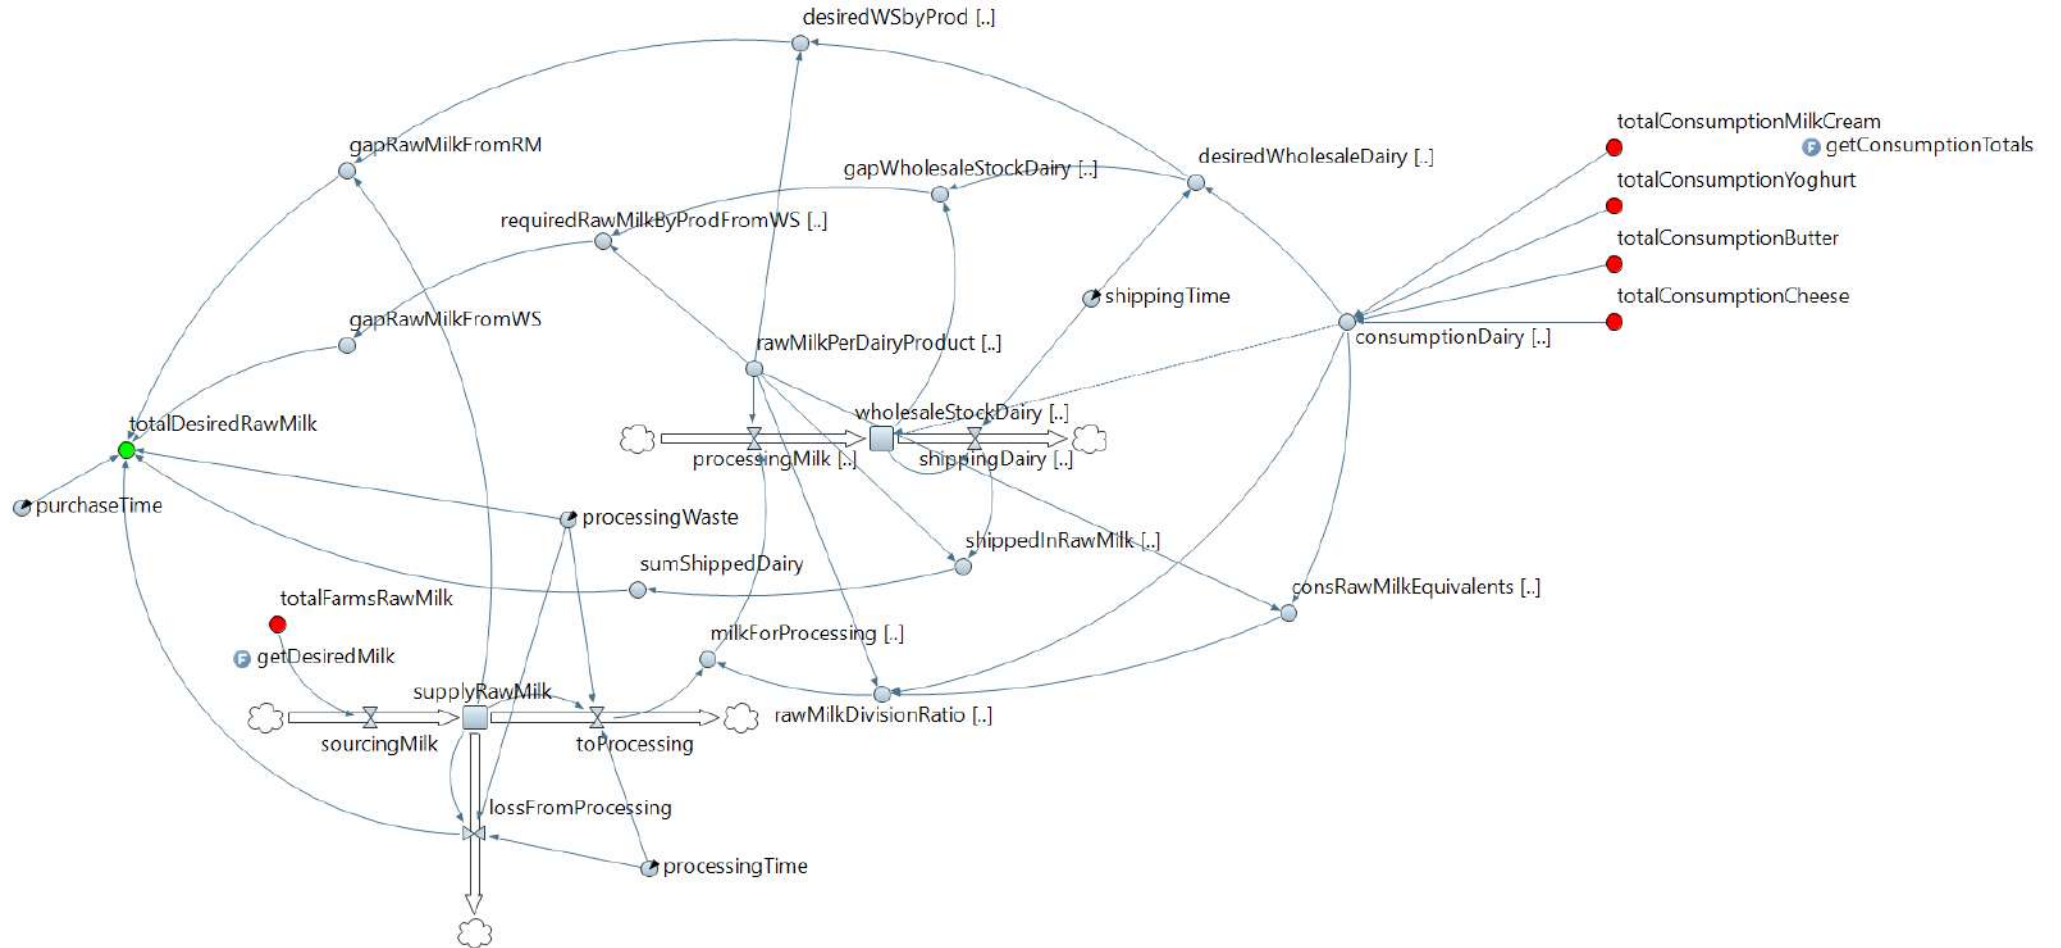 desiredWSbyProd [..]
totalConsumptionMilkCream
F getConsumptionTotals
gapRawMilkFromRM
gapWholesaleStockDairy [..]
desiredWholesaleDairy [..]
totalConsumptionYoghurt
requiredRawMilkByProdFromWS [..]
totalConsumptionButter
shippingTime
totalConsumptionCheese
gapRawMilkFromWS
rawMilkPerDairyProduct [..]
consumptionDairy [..]
totalDesiredRawMilk
wholesaleStockDairy [..]
processingMilk [..]
shippingDairy [..]
purchaseTime
processingWaste
shippedInRawMilk [..]
sumShippedDairy
consRawMilkEquivalents [..]
totalFarmsRawMilk
milkForProcessing [..]
F getDesiredMilk
supplyRawMilk
rawMilkDivisionRatio [..]
sourcingMilk
toProcessing
lossFromProcessing
processingTime